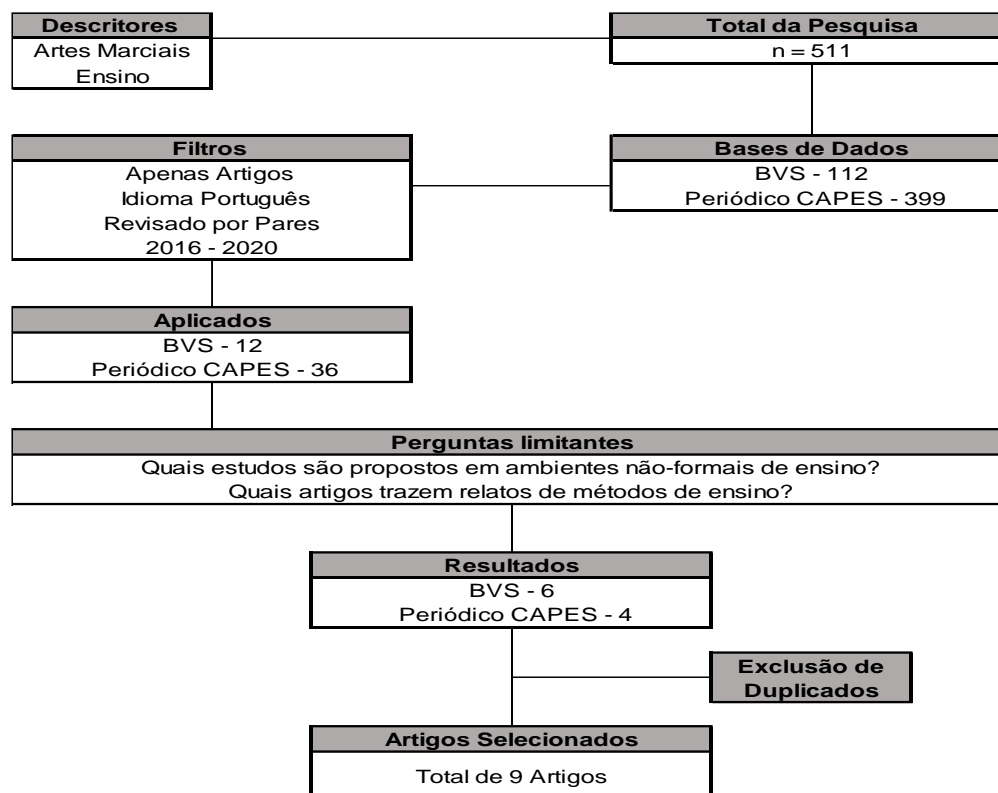 Descritores
Artes Marciais
Ensino
Total da Pesquisa
n = 511
Filtros
Apenas Artigos
Idioma Português
Revisado por Pares
2016 - 2020
Bases de Dados
BVS - 112
Periódico CAPES - 399
Aplicados
BVS - 12
Periódico CAPES - 36
Perguntas limitantes
Quais estudos são propostos em ambientes não-formais de ensino?
Quais artigos trazem relatos de métodos de ensino?
Resultados
BVS - 6
Periódico CAPES - 4
Exclusão de
Duplicados
Artigos Selecionados
Total de 9 Artigos